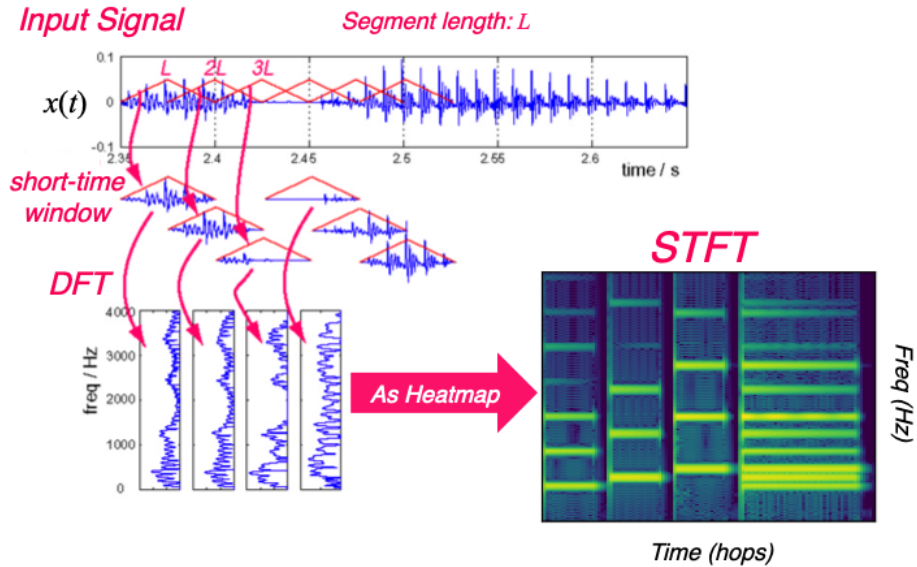 Input Signal
Segment length: L
0.1
L 2L 3L
x(t)
0
-0.1
2.35 2.4 2.45 2.5 2.55 2.6
time / s
short-time
window
STFT
DFT
4000
3000
2000
1000
0
freq / Hz
As Heatmap
Freq (Hz)
Time (hops)